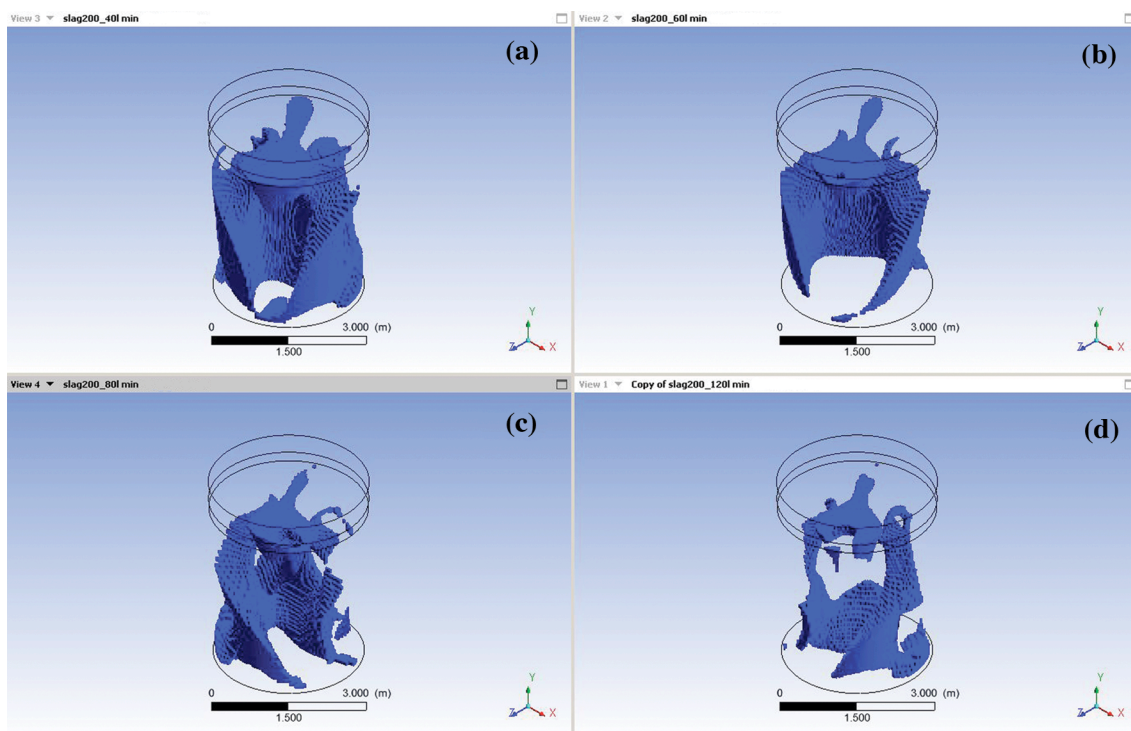 View 3 slag200_40l min
(a)
Y
Z X
0 3.000 (m)
1.500
View 2 slag200_60l min
(b)
Y
Z X
0 3.000 (m)
1.500
View 4 slag200_80l min
(c)
Y
Z X
0 3.000 (m)
1.500
View 1 Copy of slag200_120l min
(d)
Y
Z X
0 3.000 (m)
1.500